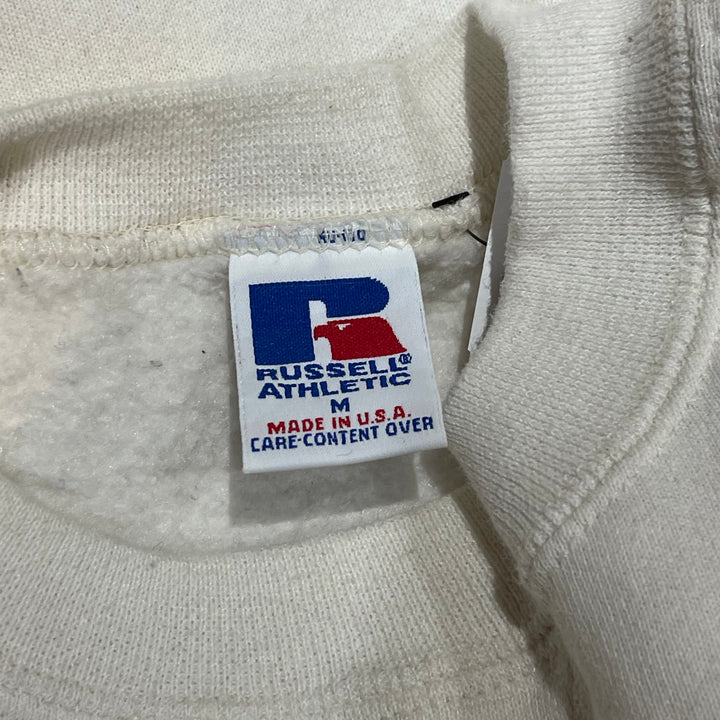 RUSSELL®
ATHLETIC
M
MADE IN U.S.A.
CARE-CONTENT OVER